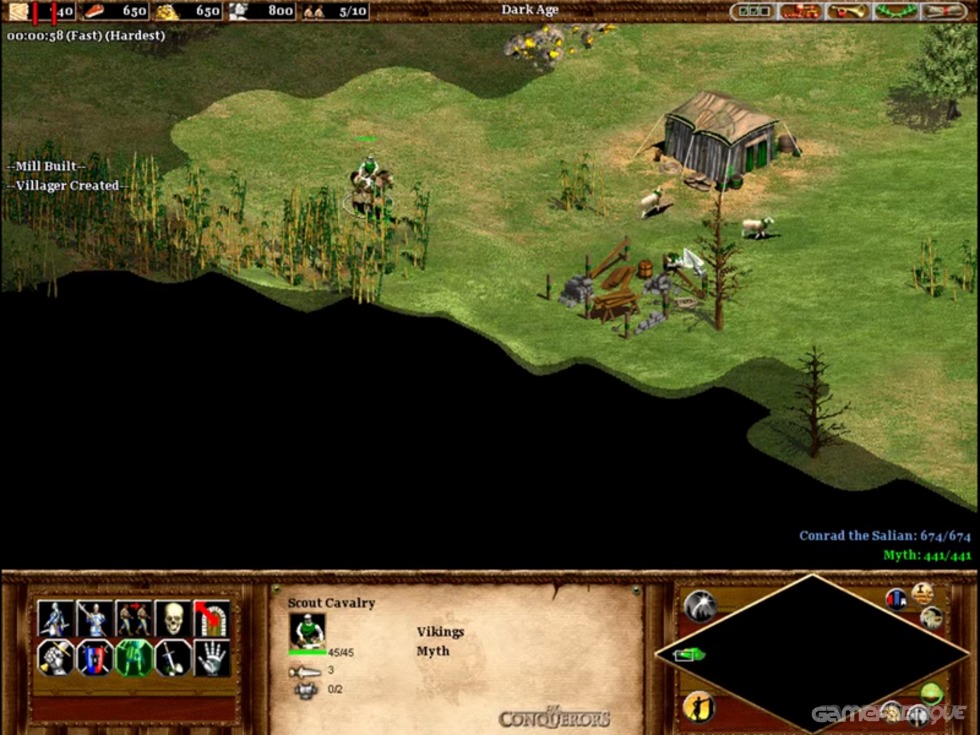 40 650 650 800 5/10 Dark Age
00:00:58 (Fast) (Hardest)
--Mill Built--
--Villager Created--
Conrad the Salian: 674/674
Myth: 441/441
Scout Cavalry
Vikings
45/45
Myth
3
0/2
THE
CONQUERORS